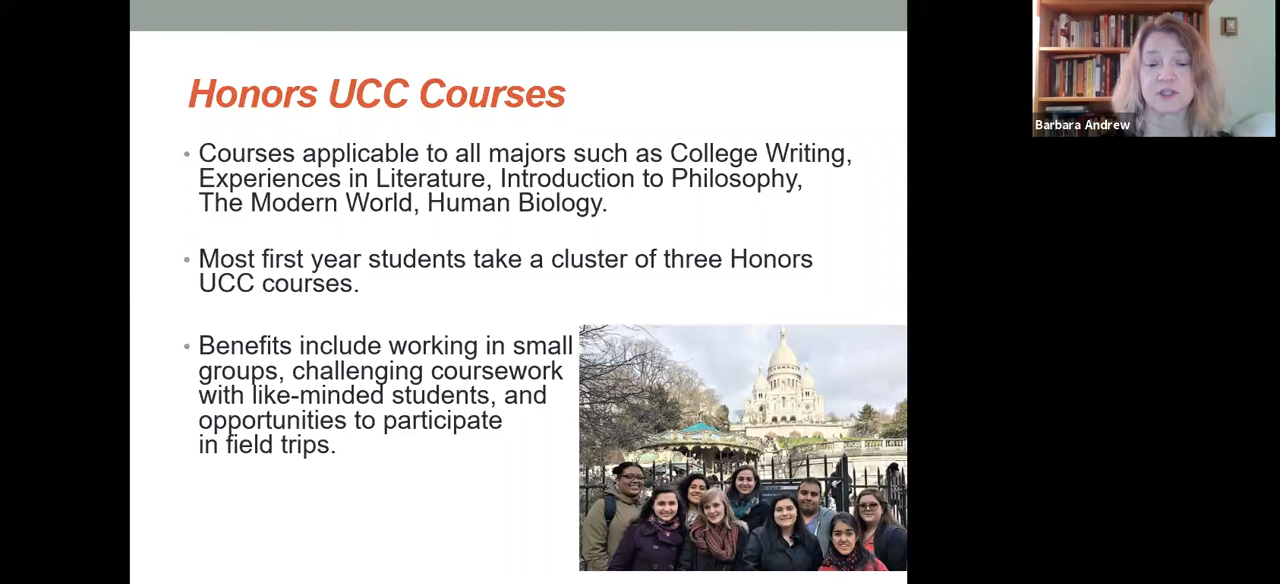 Honors UCC Courses
• Courses applicable to all majors such as College Writing,
Experiences in Literature, Introduction to Philosophy,
The Modern World, Human Biology.
• Most first year students take a cluster of three Honors
UCC courses.
• Benefits include working in small
groups, challenging coursework
with like-minded students, and
opportunities to participate
in field trips.
Barbara Andrew